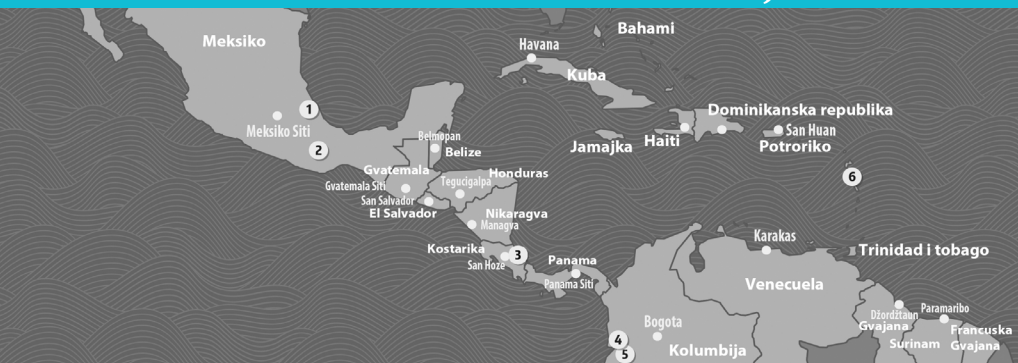 Meksiko
Bahami
Havana
Kuba
1
Meksiko Siti
2
Dominikanska republika
San Huan
Potroriko
Jamajka
Haiti
Belmopan
Belize
Gvatemala
Honduras
Gvatemala Siti
Tegucigalpa
San Salvador
El Salvador
Nikaragva
Managva
6
Kostarika
San Hoze
3
Panama
Panama Siti
Karakas
Trinidad i tobago
Venecuela
Bogota
Kolumbija
4
5
Džordžtaun
Gvajana
Paramaribo
Surinam
Francuska
Gvajana